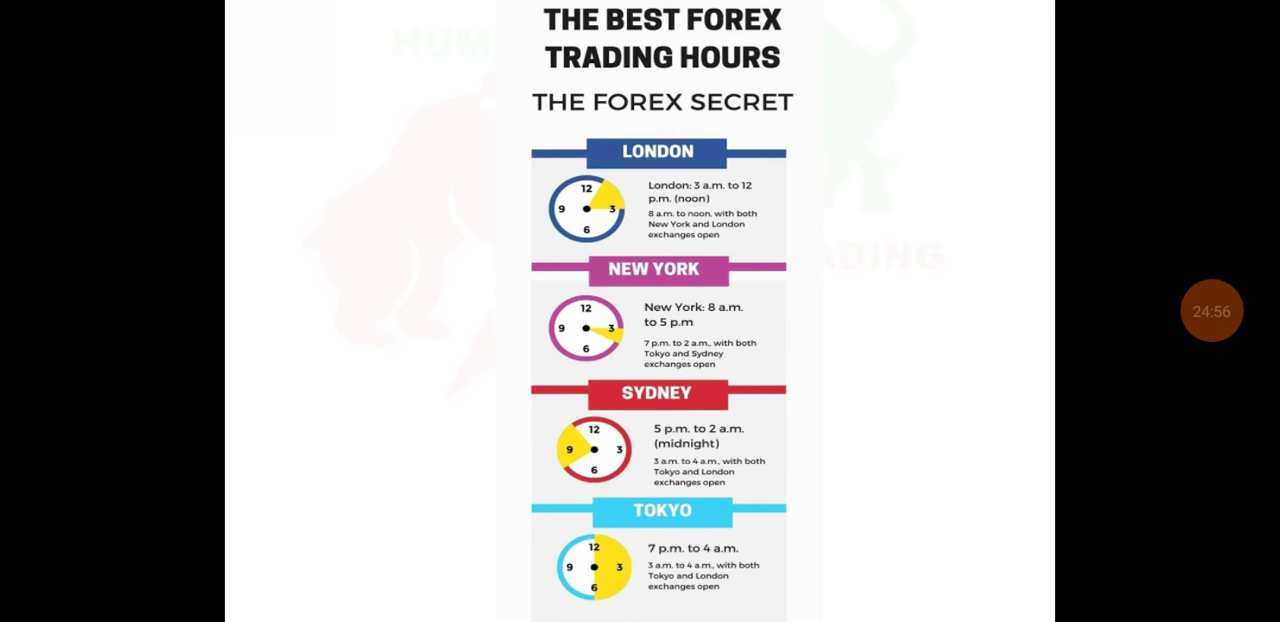 HUM
THE BEST FOREX
TRADING HOURS
THE FOREX SECRET
ADING
LONDON
12
9
3
6
London: 3 a.m. to 12
p.m. (noon)
8 a.m. to noon, with both
New York and London
exchanges open
NEW YORK
12
9
3
6
New York: 8 a.m.
to 5 p.m
7 p.m. to 2 a.m., with both
Tokyo and Sydney
exchanges open
SYDNEY
12
9
3
6
5 p.m. to 2 a.m.
(midnight)
3 a.m. to 4 a.m., with both
Tokyo and London
exchanges open
TOKYO
12
9
3
6
7 p.m. to 4 a.m.
3 a.m. to 4 a.m., with both
Tokyo and London
exchanges open
24:56